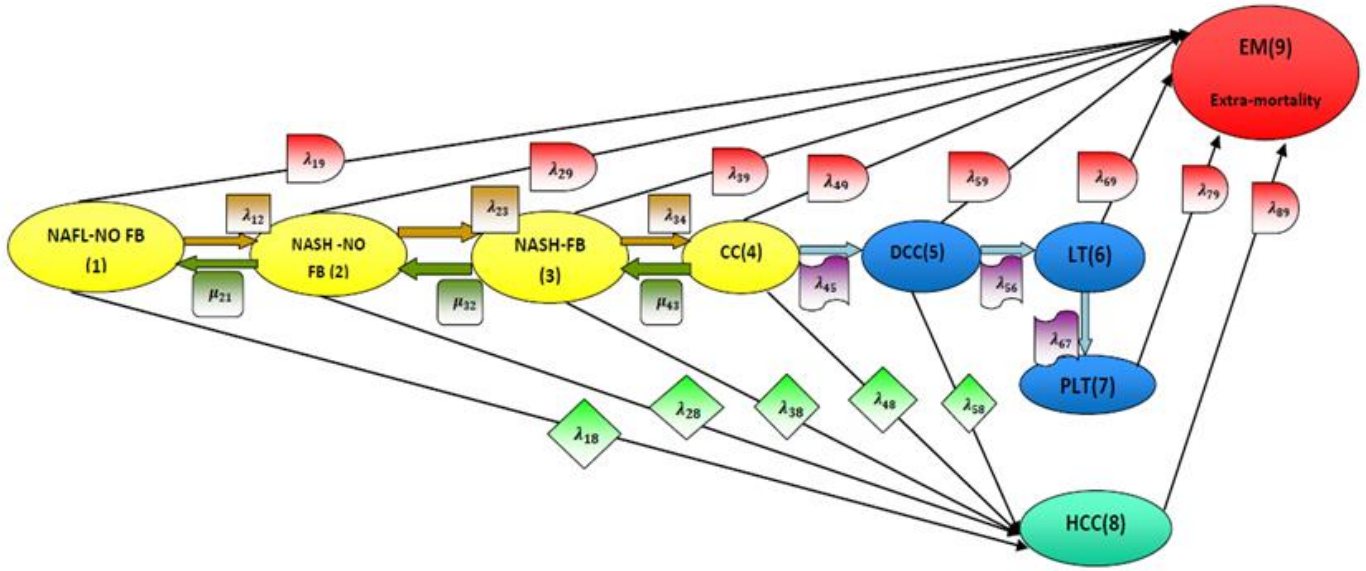 EM(9)
Extra-mortality
λ₁₉
λ₂₉
λ₃₉
λ₄₉
λ₅₉
λ₆₉
λ₇₉
λ₈₉
λ₁₂
λ₂₃
λ₃₄
NAFL-NO FB
(1)
NASH -NO
FB (2)
NASH-FB
(3)
CC(4)
DCC(5)
LT(6)
μ₂₁
μ₃₂
μ₄₃
λ₄₅
λ₅₆
λ₆₇
PLT(7)
λ₁₈
λ₂₈
λ₃₈
λ₄₈
λ₅₈
HCC(8)